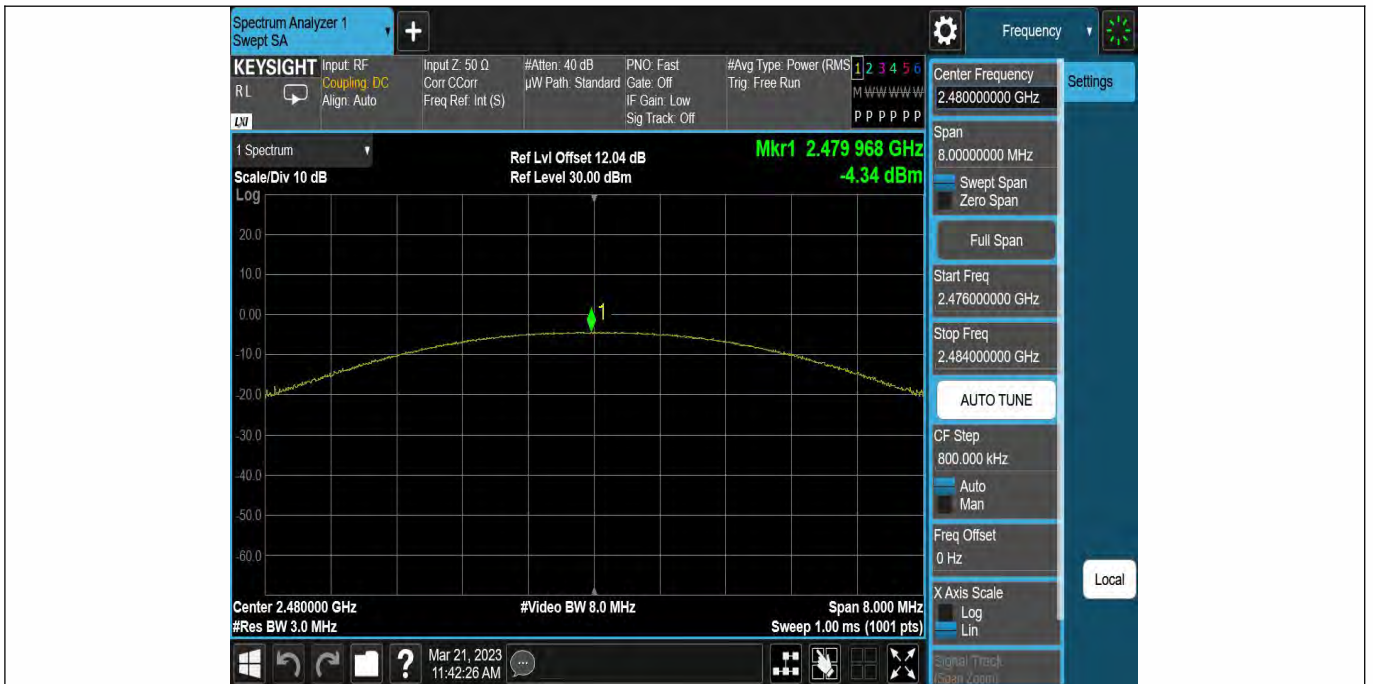 Spectrum Analyzer 1
Swept SA
+
Frequency
KEYSIGHT
RL
LXI
Input: RF
Coupling: DC
Align: Auto
Input Z: 50 Ω
Corr CCorr
Freq Ref: Int (S)
#Atten: 40 dB
µW Path: Standard
PNO: Fast
Gate: Off
IF Gain: Low
Sig Track: Off
#Avg Type: Power (RMS
Trig: Free Run
1 2 3 4 5 6
M W W W W W
P P P P P P
1 Spectrum
Scale/Div 10 dB
Ref Lvl Offset 12.04 dB
Ref Level 30.00 dBm
Mkr1 2.479 968 GHz
-4.34 dBm
Log
20.0
10.0
0.00
-10.0
-20.0
-30.0
-40.0
-50.0
-60.0
1
Center 2.480000 GHz
#Video BW 8.0 MHz
Span 8.000 MHz
#Res BW 3.0 MHz
Sweep 1.00 ms (1001 pts)
?
Mar 21, 2023
11:42:26 AM
Center Frequency
2.480000000 GHz
Settings
Span
8.00000000 MHz
Swept Span
Zero Span
Full Span
Start Freq
2.476000000 GHz
Stop Freq
2.484000000 GHz
AUTO TUNE
CF Step
800.000 kHz
Auto
Man
Freq Offset
0 Hz
X Axis Scale
Log
Lin
Signal Track
(Span Zoom)
Local